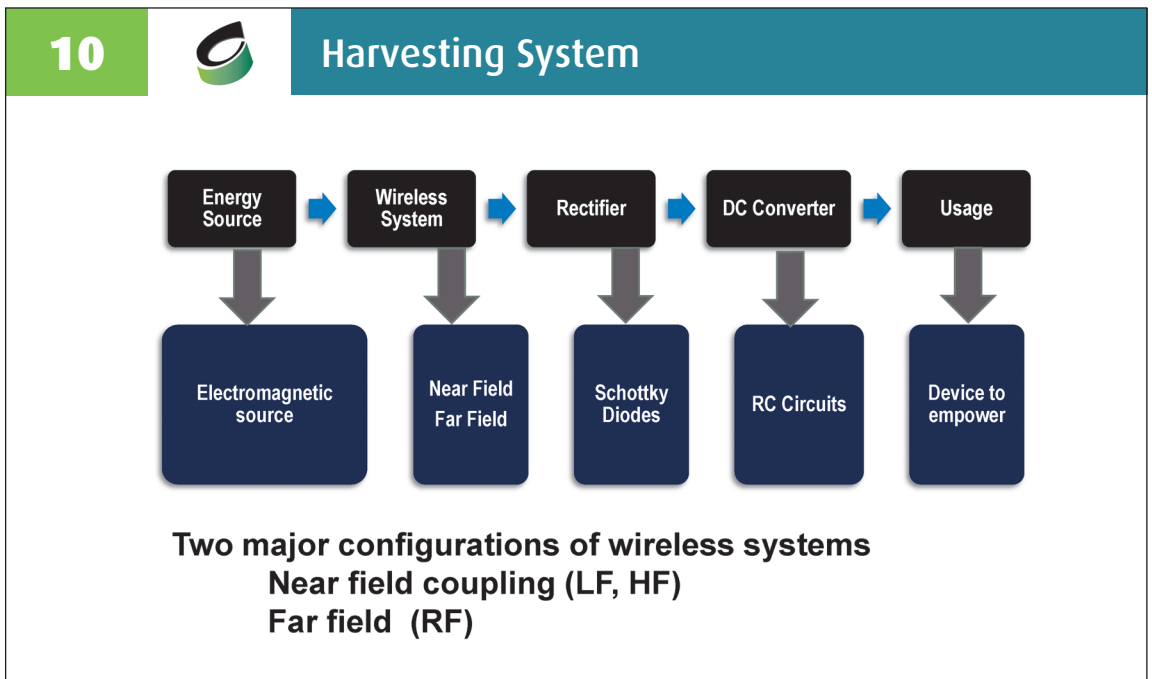 10
Harvesting System
Energy
Source
Wireless
System
Rectifier
DC Converter
Usage
Electromagnetic
source
Near Field
Far Field
Schottky
Diodes
RC Circuits
Device to
empower
Two major configurations of wireless systems
Near field coupling (LF, HF)
Far field (RF)